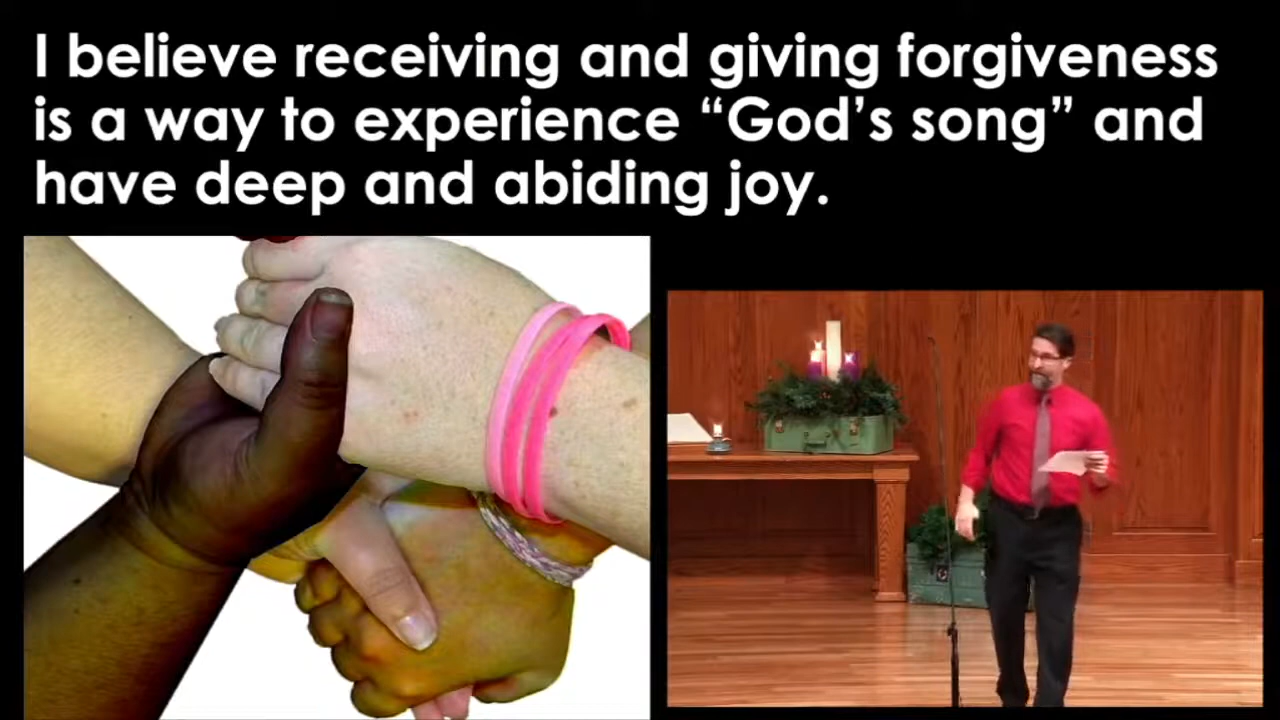 I believe receiving and giving forgiveness
is a way to experience “God’s song” and
have deep and abiding joy.